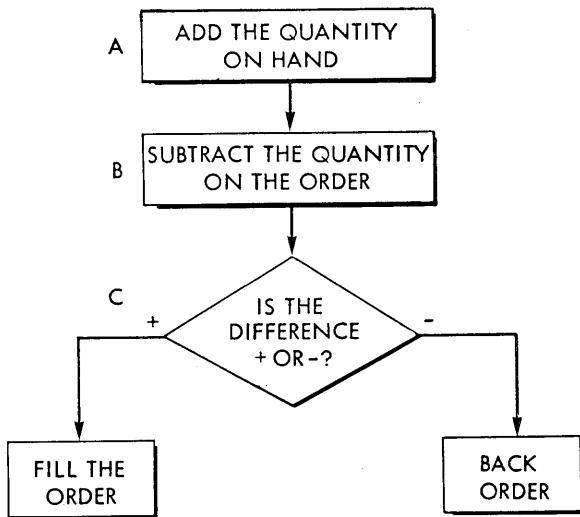 A
ADD THE QUANTITY
ON HAND
B
SUBTRACT THE QUANTITY
ON THE ORDER
C
IS THE
DIFFERENCE
+ OR -?
+
-
FILL THE
ORDER
BACK
ORDER